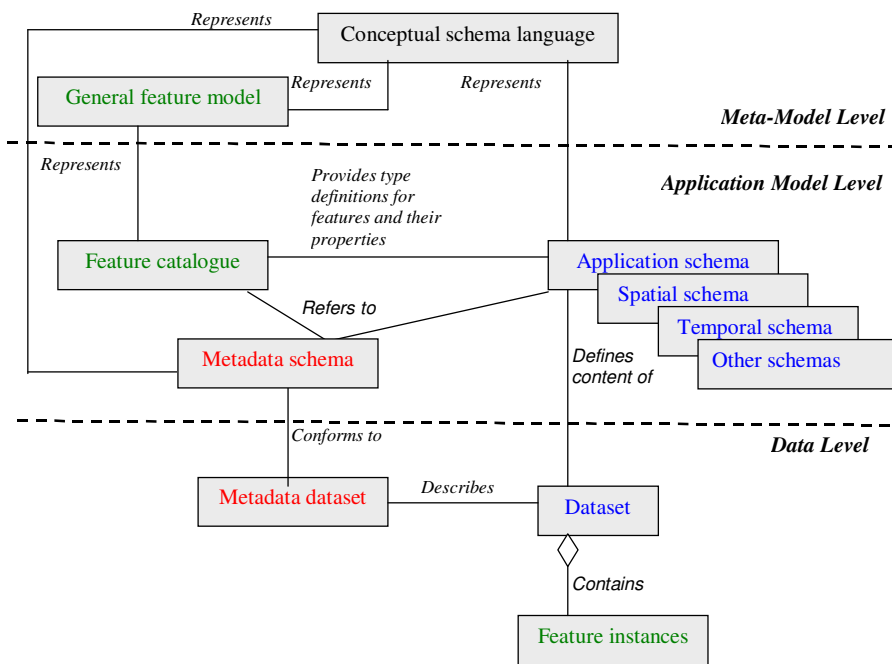 Represents
Conceptual schema language
Represents
Represents
General feature model
Meta-Model Level
Represents
Application Model Level
Provides type
definitions for
features and their
properties
Feature catalogue
Application schema
Spatial schema
Refers to
Temporal schema
Metadata schema
Other schemas
Defines
content of
Conforms to
Data Level
Metadata dataset
Describes
Dataset
Contains
Feature instances